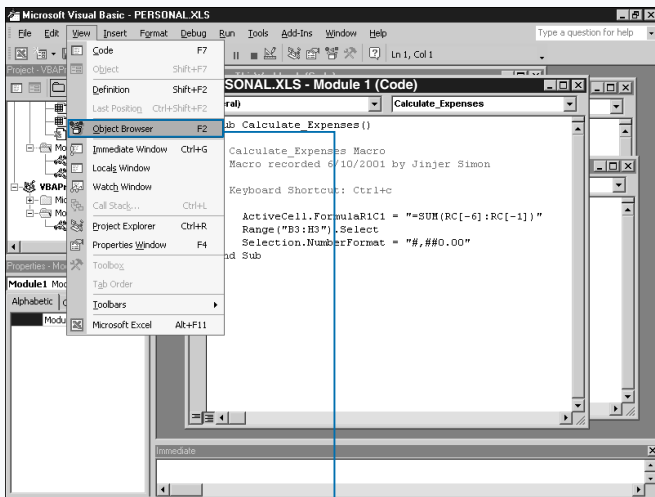 Microsoft Visual Basic - PERSONAL.XLS
File Edit View Insert Format Debug Run Tools Add-Ins Window Help
Type a question for help
Ln 1, Col 1
Project - VBAPr
Code F7
Object Shift+F7
Definition Shift+F2
Last Position Ctrl+Shift+F2
Object Browser F2
Immediate Window Ctrl+G
Locals Window
Watch Window
Call Stack... Ctrl+L
Project Explorer Ctrl+R
Properties Window F4
Toolbox
Tab Order
Toolbars
Microsoft Excel Alt+F11
Mo
VBAPr
Mic
Mo
Properties - Mo
Module1 Mod
Alphabetic
Modu
SONAL.XLS - Module 1 (Code)
ral)
Calculate_Expenses
ub Calculate_Expenses()
Calculate_Expenses Macro
Macro recorded 6/10/2001 by Jinjer Simon
Keyboard Shortcut: Ctrl+c
ActiveCell.FormulaR1C1 = "=SUM(RC[-6]:RC[-1])"
Range("B3:H3").Select
Selection.NumberFormat = "#,##0.00"
nd Sub
Immediate